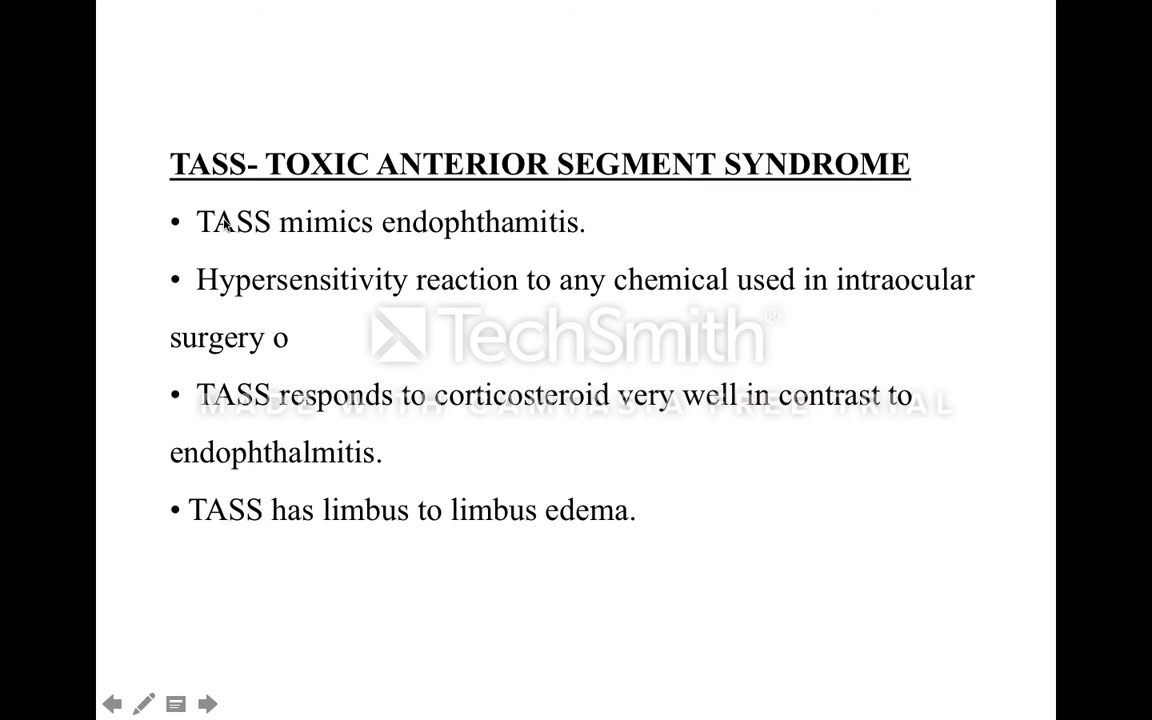 TASS- TOXIC ANTERIOR SEGMENT SYNDROME
• TASS mimics endophthamitis.
• Hypersensitivity reaction to any chemical used in intraocular
surgery o
TechSmith®
• TASS responds to corticosteroid very well in contrast to
MADE WITH CAMTASIA FREE TRIAL
endophthalmitis.
• TASS has limbus to limbus edema.